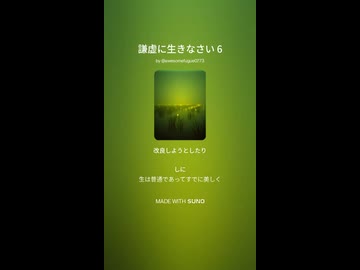 謙虚に生きなさい 6
by @awesometugue0273
改良しようとしたり
しに
生は普通であってすでに美しく
MADE WITH SUNO